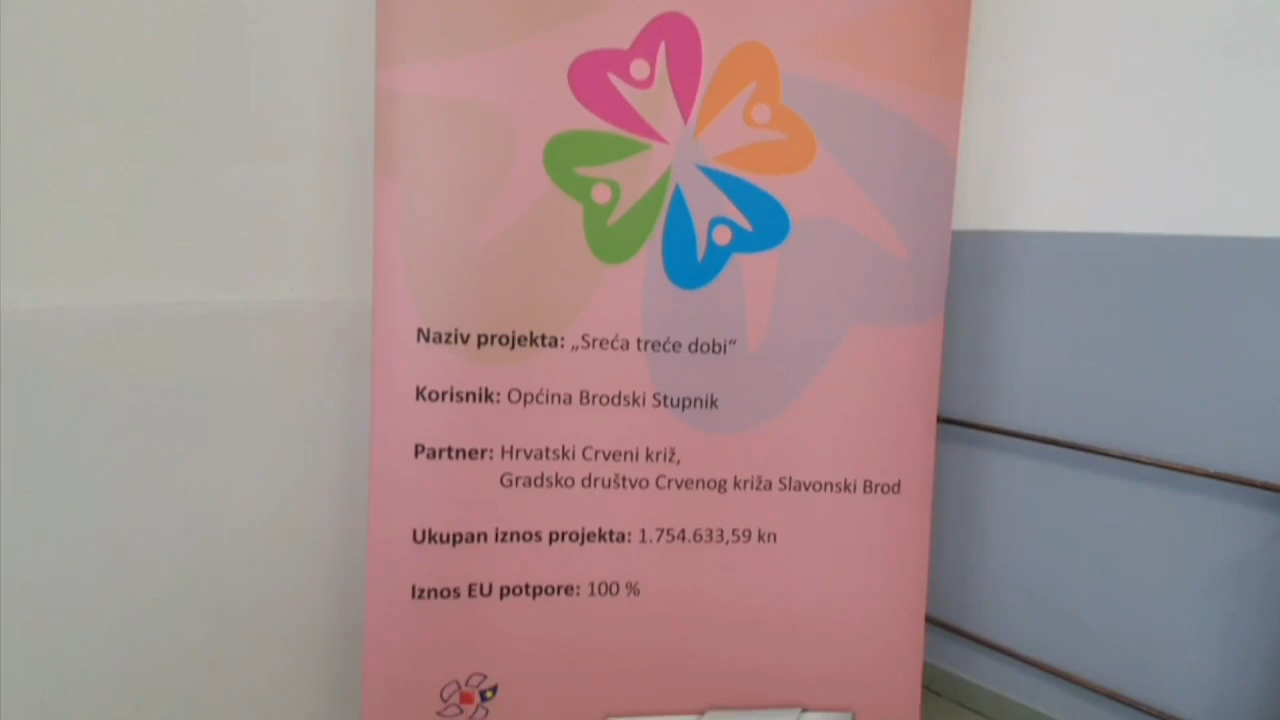 Naziv projekta: „Sreća treće dobi“
Korisnik: Općina Brodski Stupnik
Partner: Hrvatski Crveni križ,
Gradsko društvo Crvenog križa Slavonski Brod
Ukupan iznos projekta: 1.754.633,59 kn
Iznos EU potpore: 100 %